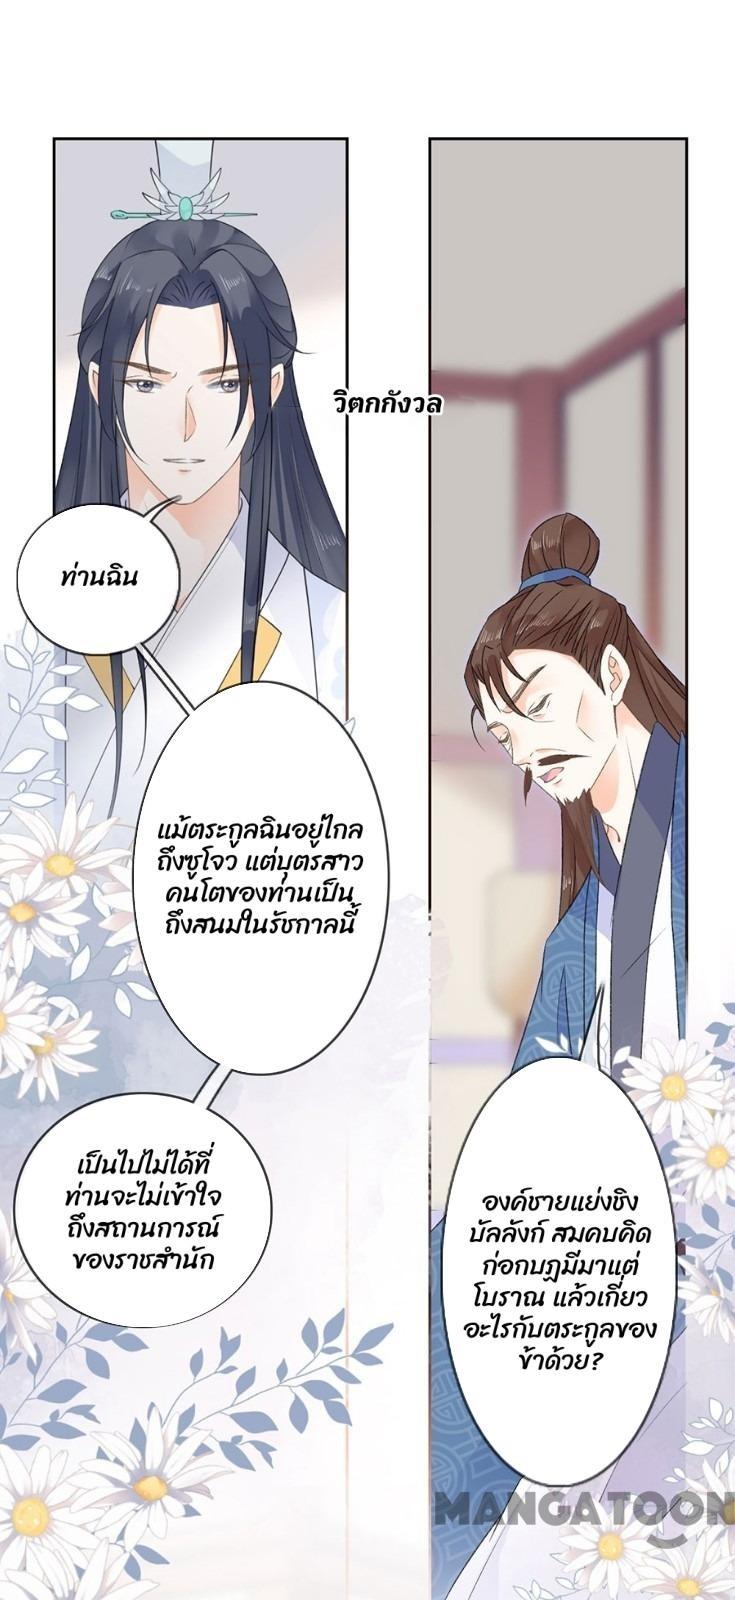 วิตกกังวล
ท่านฉิน
แม้ตระกูลฉินอยู่ไกล
ถึงซูโจว แต่บุตรสาว
คนโตของท่านเป็น
ถึงสนมในรัชกาลนี้
เป็นไปไม่ได้ที่
ท่านจะไม่เข้าใจ
ถึงสถานการณ์
ของราชสำนัก
องค์ชายแย่งชิง
บัลลังก์ สมคบคิด
ก่อกบฏมีมาแต่
โบราณ แล้วเกี่ยว
อะไรกับตระกูลของ
ข้าด้วย?
MANGATOON